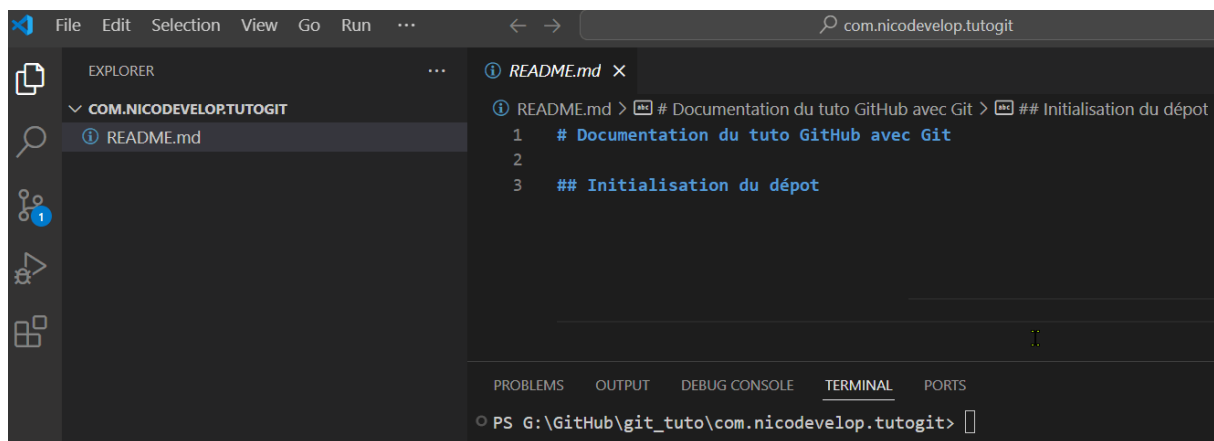 File Edit Selection View Go Run ··· ← → com.nicodevelop.tutogit
EXPLORER ···
COM.NICODEVELOP.TUTOGIT
README.md
1
README.md ×
README.md > # Documentation du tuto GitHub avec Git > ## Initialisation du dépot
1 # Documentation du tuto GitHub avec Git
2
3 ## Initialisation du dépot
PROBLEMS OUTPUT DEBUG CONSOLE TERMINAL PORTS
PS G:\GitHub\git_tuto\com.nicodevelop.tutogit>